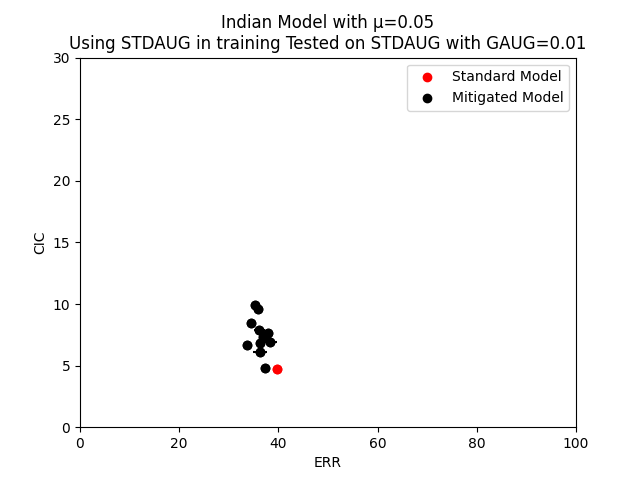 Indian Model with μ=0.05
Using STDAUG in training Tested on STDAUG with GAUG=0.01
Standard Model
Mitigated Model
30
25
20
15
10
5
0
CIC
0 20 40 60 80 100
ERR